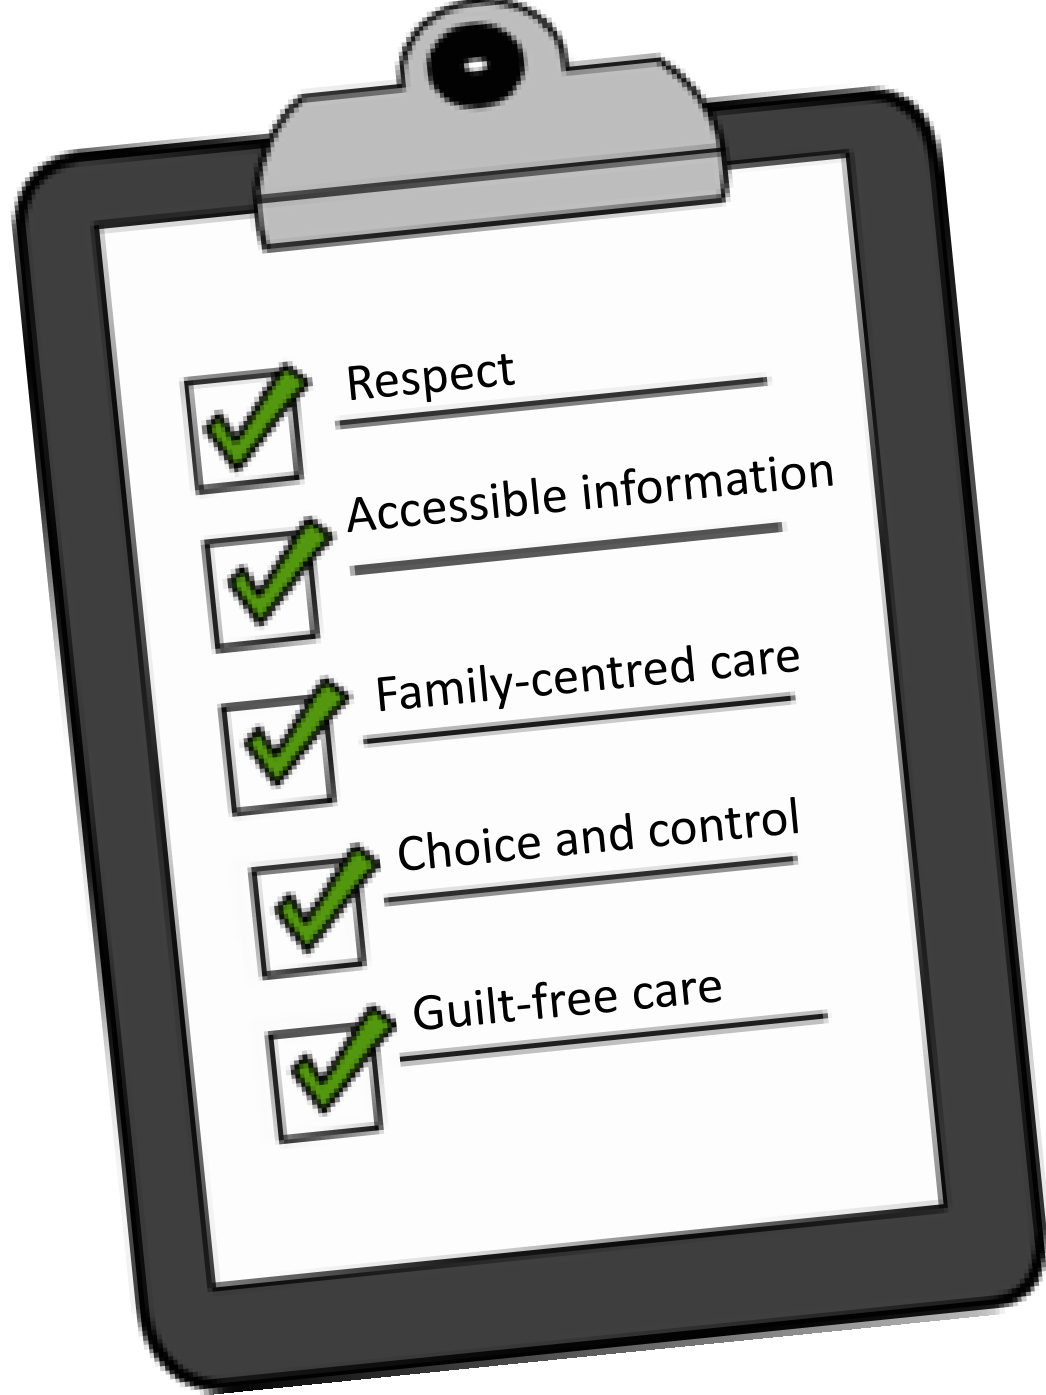 Respect
Accessible information
Family-centred care
Choice and control
Guilt-free care